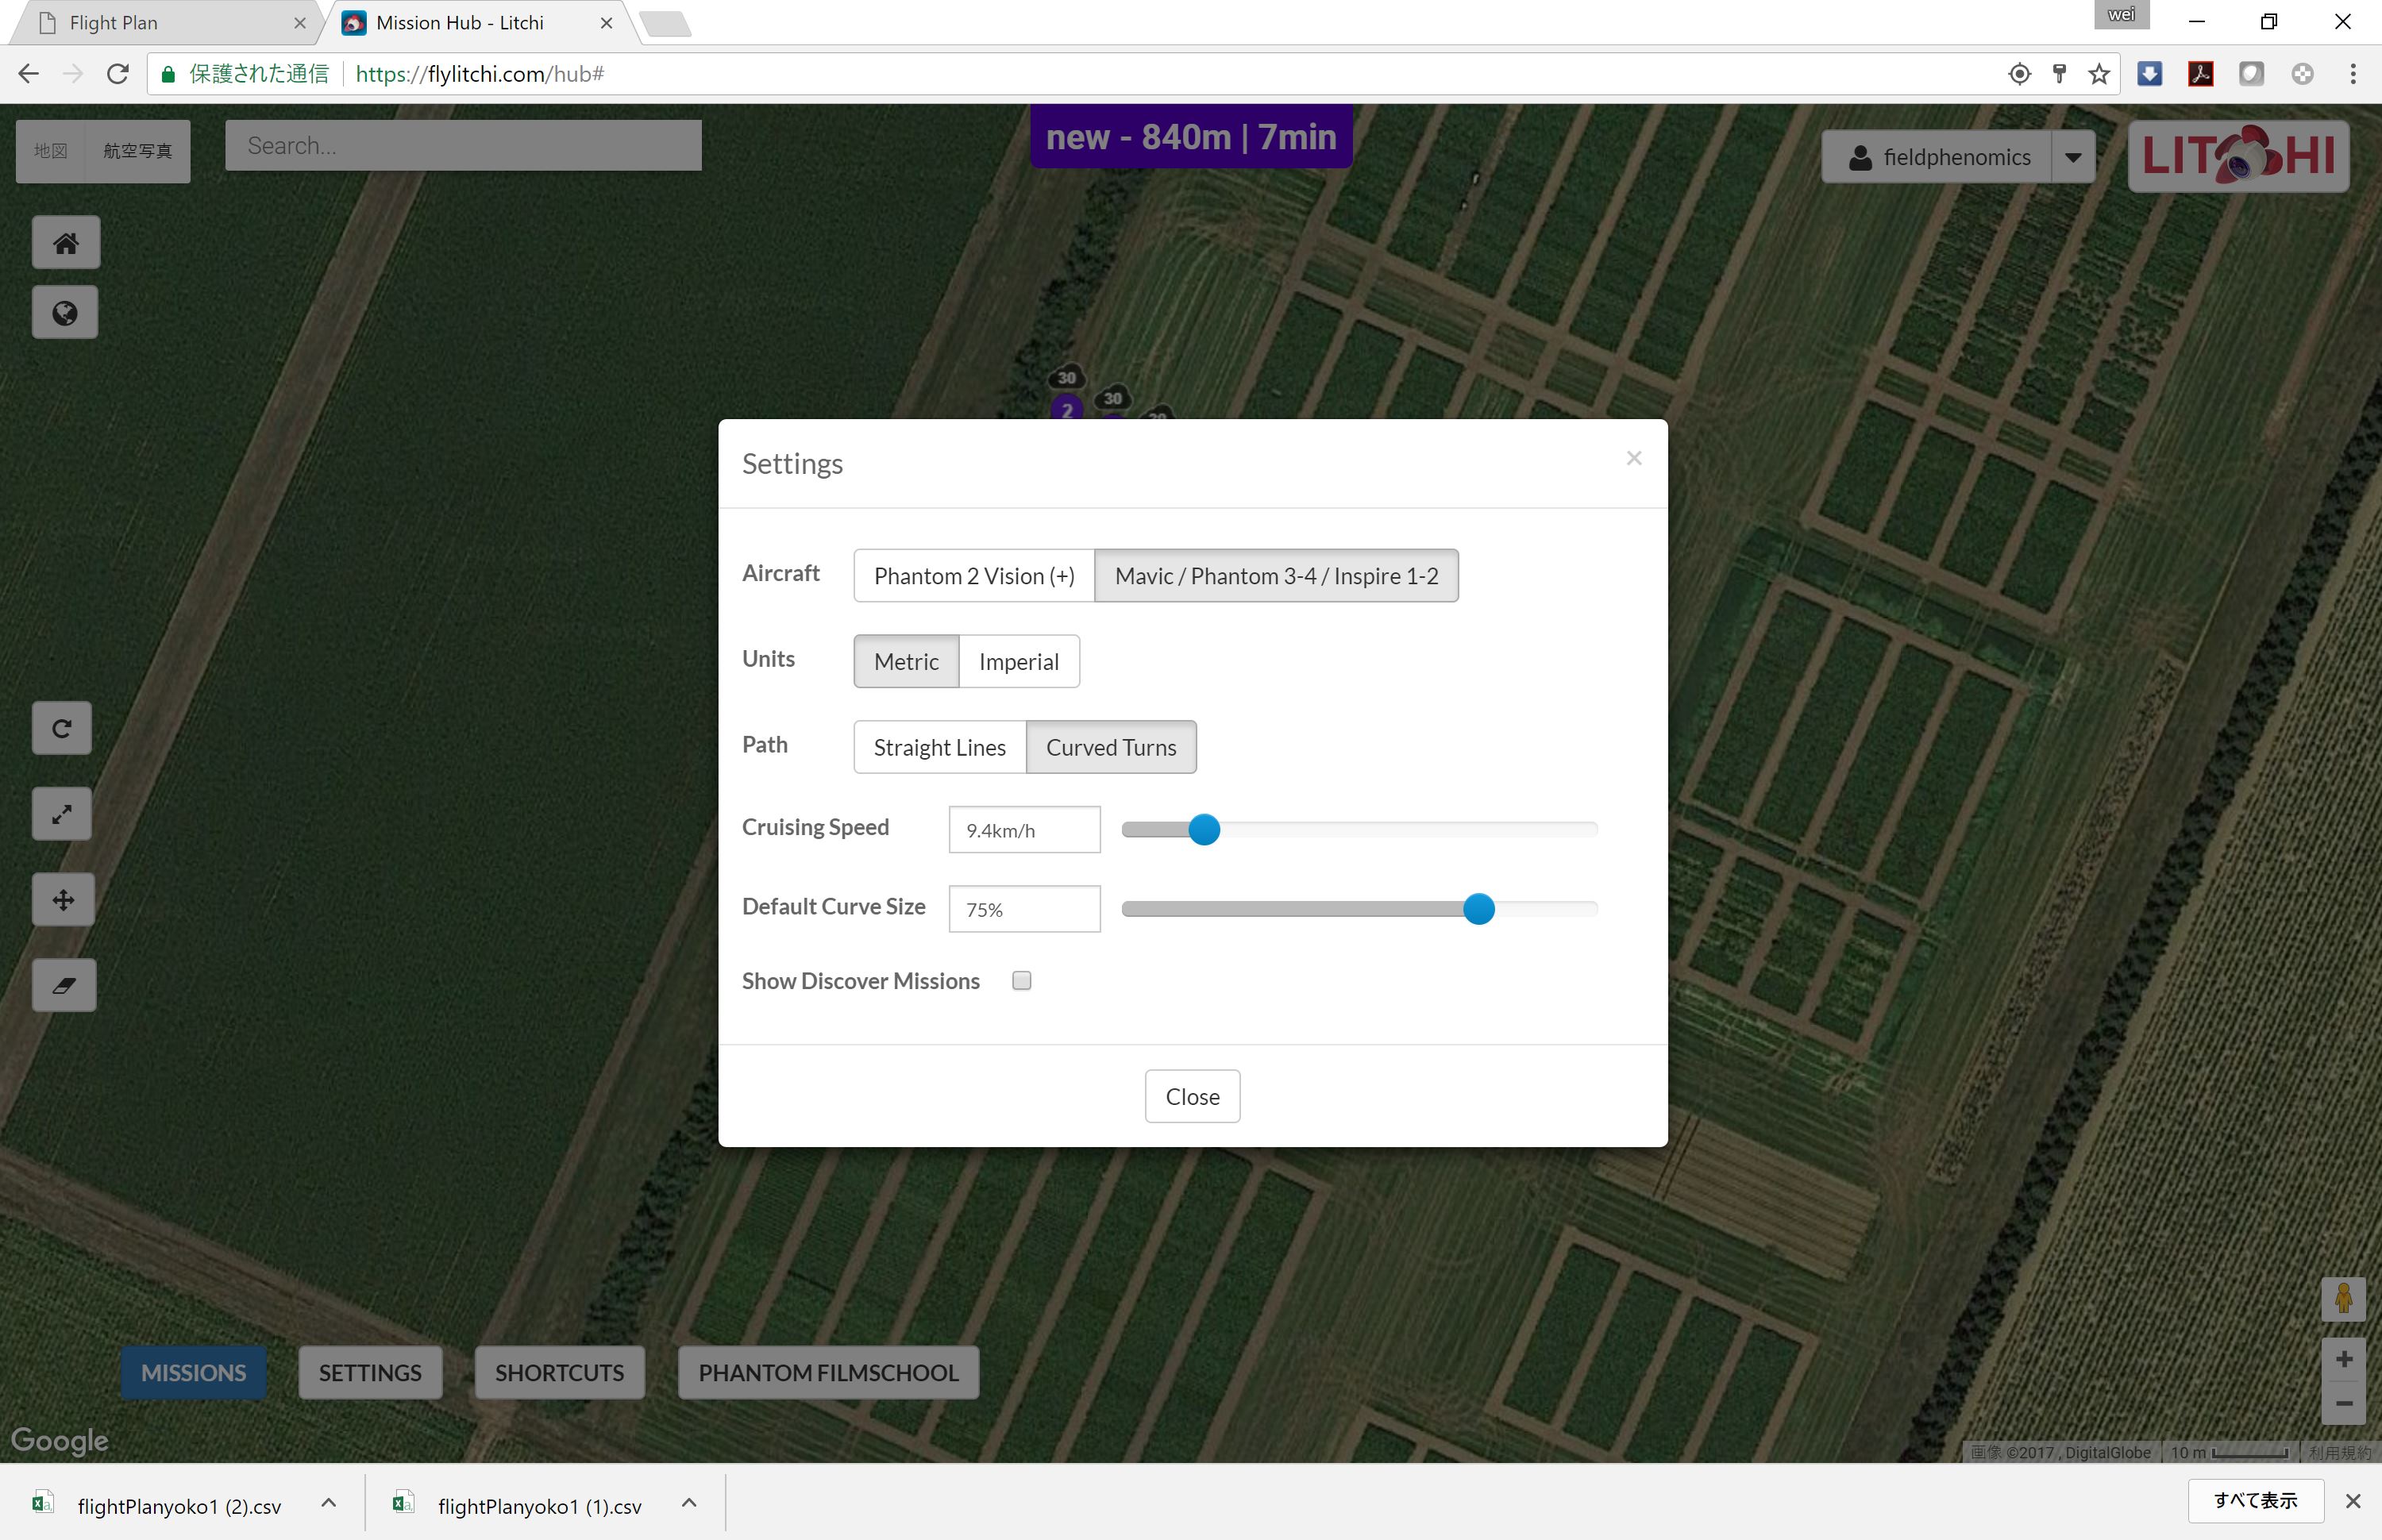 Flight Plan
Mission Hub - Litchi
wei
保護された通信
https://flylitchi.com/hub#
地図
航空写真
Search...
new - 840m | 7min
fieldphenomics
LITCHI
30
2
30
Settings
×
Aircraft
Phantom 2 Vision (+)
Mavic / Phantom 3-4 / Inspire 1-2
Units
Metric
Imperial
Path
Straight Lines
Curved Turns
Cruising Speed
9.4km/h
Default Curve Size
75%
Show Discover Missions
Close
MISSIONS
SETTINGS
SHORTCUTS
PHANTOM FILMSCHOOL
Google
画像 ©2017 , DigitalGlobe
10 m
利用規約
flightPlanyoko1 (2).csv
flightPlanyoko1 (1).csv
すべて表示